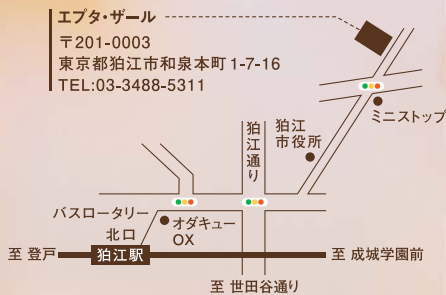 エプタ・ザール
〒201-0003
東京都狛江市和泉本町1-7-16
TEL:03-3488-5311
ミニストップ
狛江
市役所
狛江通り
バスロータリー
北口
オダキュー
OX
至 登戸
狛江駅
至 成城学園前
至 世田谷通り